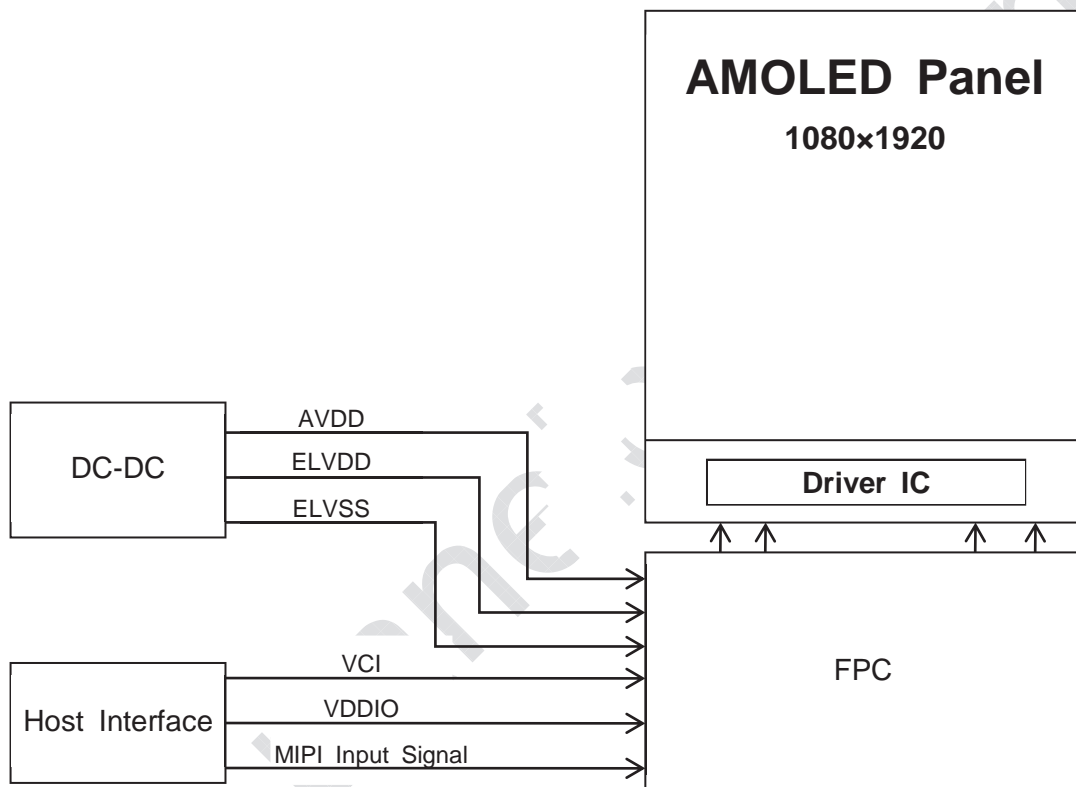 AMOLED Panel
1080×1920
AVDD
DC-DC
ELVDD
ELVSS
Driver IC
FPC
VCI
Host Interface
VDDIO
MIPI Input Signal